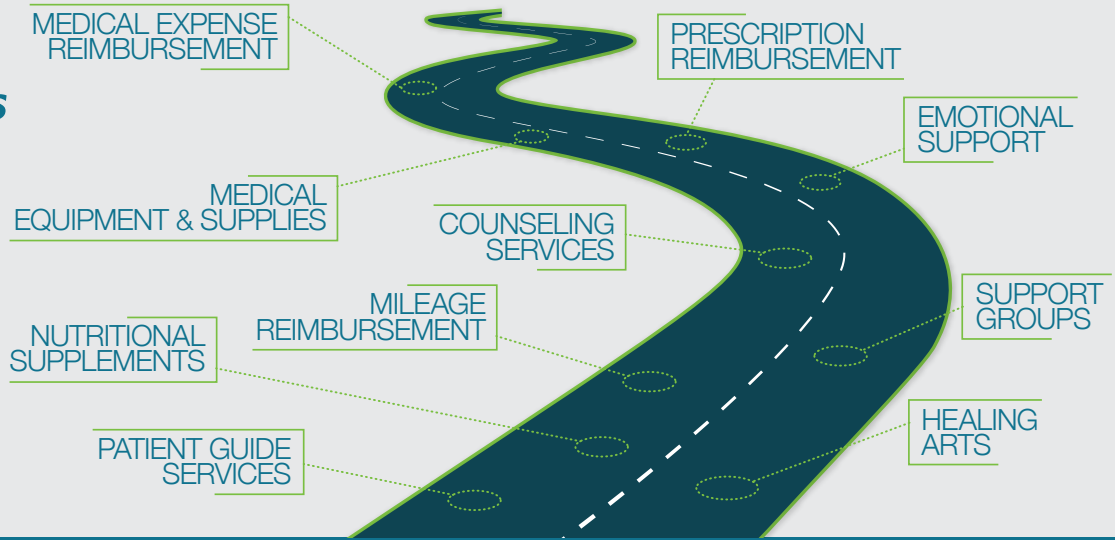 MEDICAL EXPENSE
REIMBURSEMENT
PRESCRIPTION
REIMBURSEMENT
s
EMOTIONAL
SUPPORT
MEDICAL
EQUIPMENT & SUPPLIES
COUNSELING
SERVICES
SUPPORT
GROUPS
MILEAGE
REIMBURSEMENT
NUTRITIONAL
SUPPLEMENTS
HEALING
ARTS
PATIENT GUIDE
SERVICES